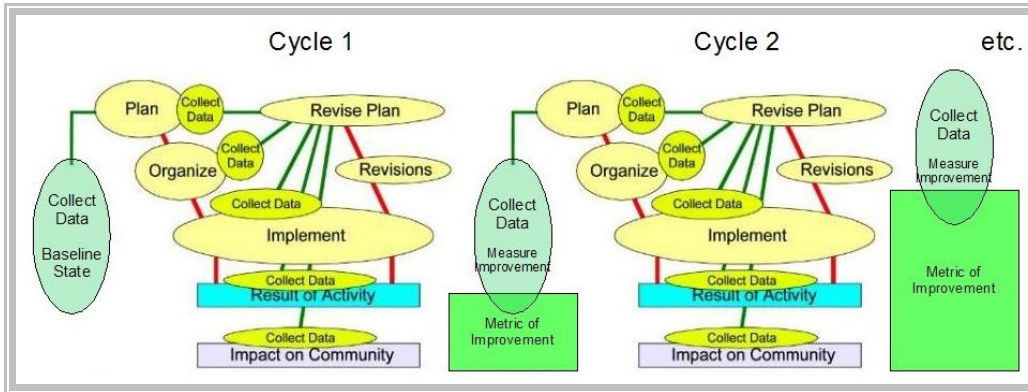 Cycle 1
Cycle 2
etc.
Plan
Collect
Data
Revise Plan
Collect
Data
Organize
Revisions
Collect
Data
Baseline
State
Collect Data
Implement
Collect Data
Result of Activity
Collect Data
Impact on Community
Collect
Data
Measure
Improvement
Metric of
Improvement
Plan
Collect
Data
Revise Plan
Collect
Data
Organize
Revisions
Collect Data
Implement
Collect Data
Result of Activity
Collect Data
Impact on Community
Collect
Data
Measure
Improvement
Metric of
Improvement